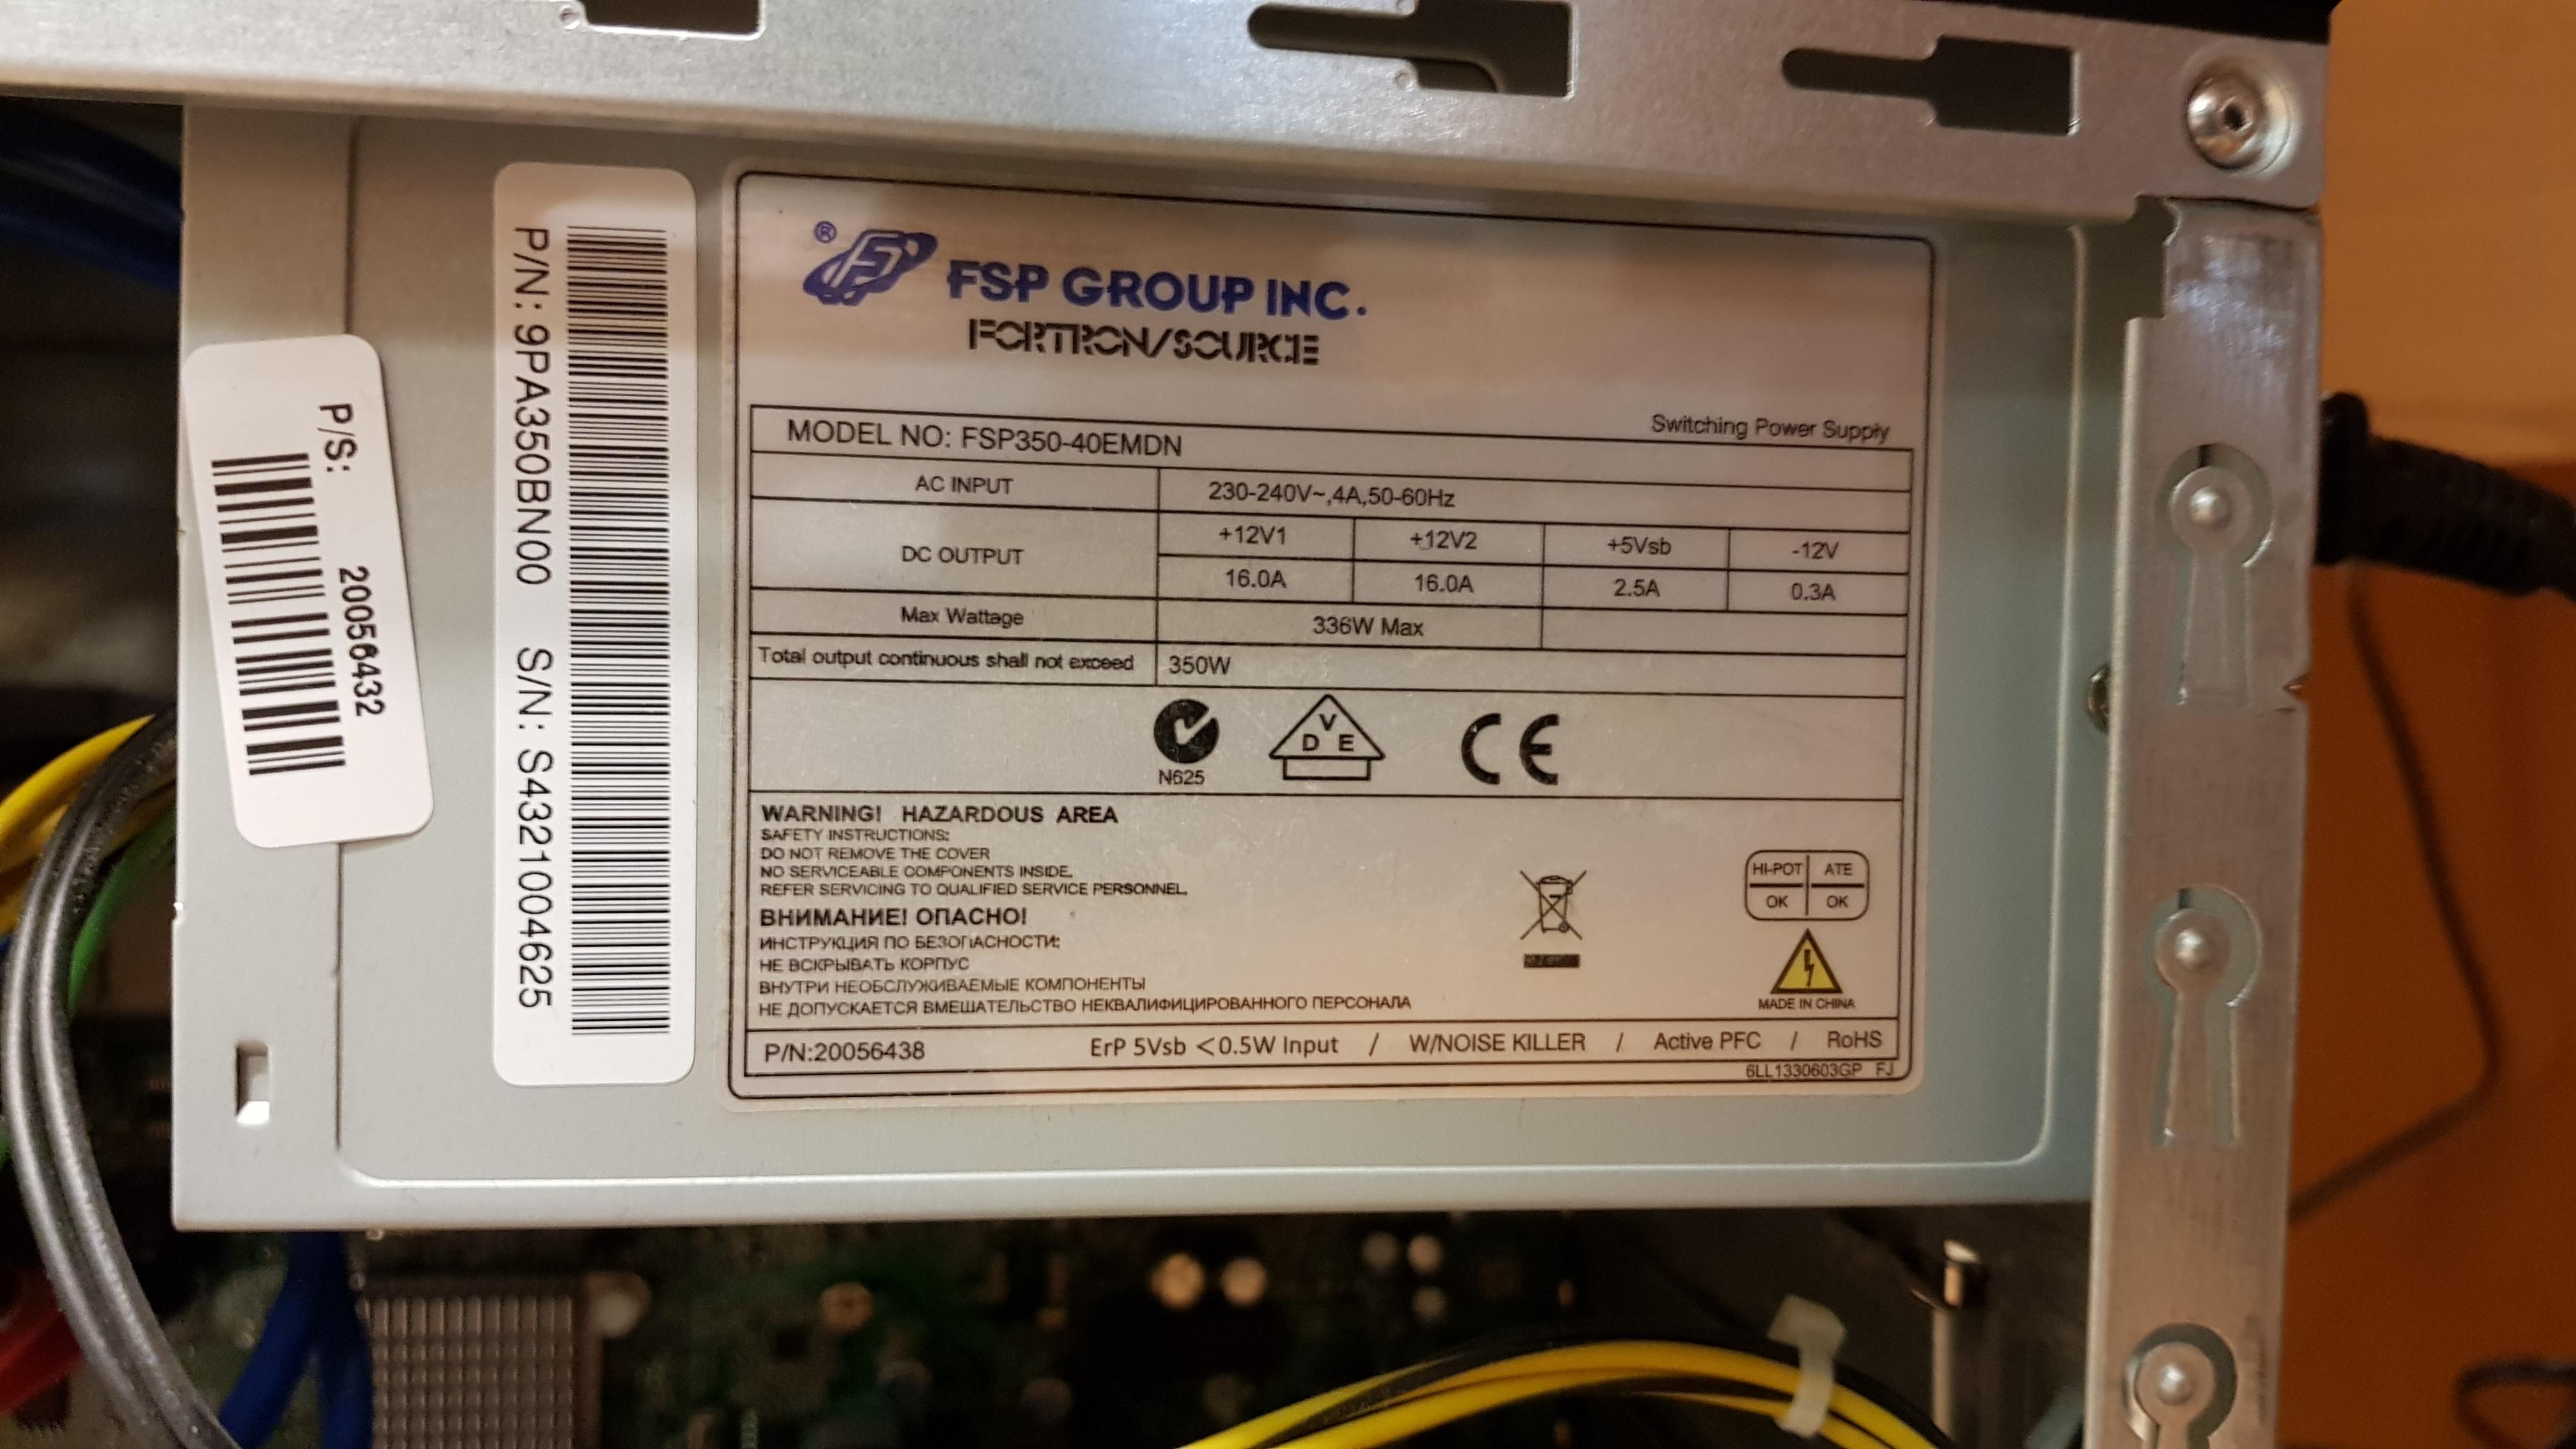 P/S: 20056432
P/N: 9PA350BN00 S/N: S4321004625
® FSP GROUP INC.
FORTRON/SOURCE
Switching Power Supply
MODEL NO: FSP350-40EMDN
AC INPUT 230-240V~,4A,50-60Hz
DC OUTPUT +12V1 +12V2 +5Vsb -12V
16.0A 16.0A 2.5A 0.3A
Max Wattage 336W Max
Total output continuous shall not exceed 350W
N625 VDE CE
WARNING! HAZARDOUS AREA
SAFETY INSTRUCTIONS:
DO NOT REMOVE THE COVER
NO SERVICEABLE COMPONENTS INSIDE.
REFER SERVICING TO QUALIFIED SERVICE PERSONNEL.
ВНИМАНИЕ! ОПАСНО!
ИНСТРУКЦИЯ ПО БЕЗОПАСНОСТИ:
НЕ ВСКРЫВАТЬ КОРПУС
ВНУТРИ НЕОБСЛУЖИВАЕМЫЕ КОМПОНЕНТЫ
НЕ ДОПУСКАЕТСЯ ВМЕШАТЕЛЬСТВО НЕКВАЛИФИЦИРОВАННОГО ПЕРСОНАЛА
HI-POT ATE
OK OK
MADE IN CHINA
P/N:20056438 ErP 5Vsb <0.5W Input / W/NOISE KILLER / Active PFC / RoHS
6LL1330603GP FJ